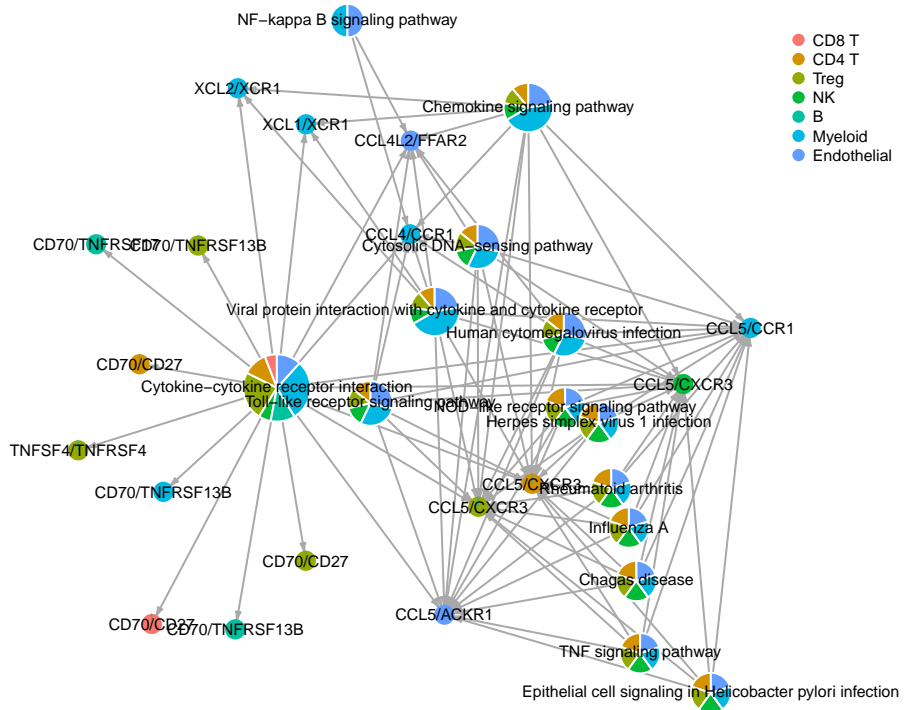 NF−kappa B signaling pathway
CD8 T
CD4 T
Treg
NK
B
Myeloid
Endothelial
XCL2/XCR1
Chemokine signaling pathway
XCL1/XCR1
CCL4L2/FFAR2
CCL4/CCR1
CD70/TNFRSF17
CD70/TNFRSF13B
Cytosolic DNA−sensing pathway
Viral protein interaction with cytokine and cytokine receptor
Human cytomegalovirus infection
CCL5/CCR1
CD70/CD27
Cytokine−cytokine receptor interaction
CCL5/CXCR3
Toll−like receptor signaling pathway
NOD−like receptor signaling pathway
Herpes simplex virus 1 infection
TNFSF4/TNFRSF4
CD70/TNFRSF13B
CCL5/CXCR3
Rheumatoid arthritis
CCL5/CXCR3
Influenza A
CD70/CD27
Chagas disease
CCL5/ACKR1
CD70/CD27
CD70/TNFRSF13B
TNF signaling pathway
Epithelial cell signaling in Helicobacter pylori infection